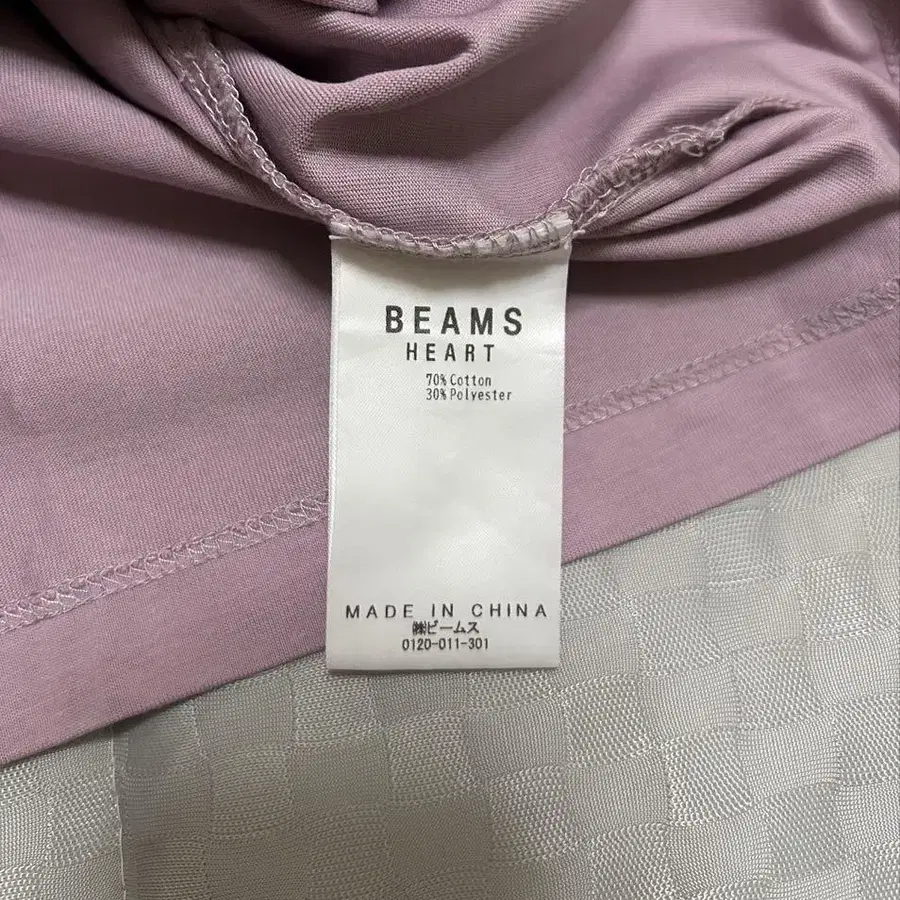 BEAMS
HEART
70% Cotton
30% Polyester
MADE IN CHINA
㈱ビームス
0120-011-301